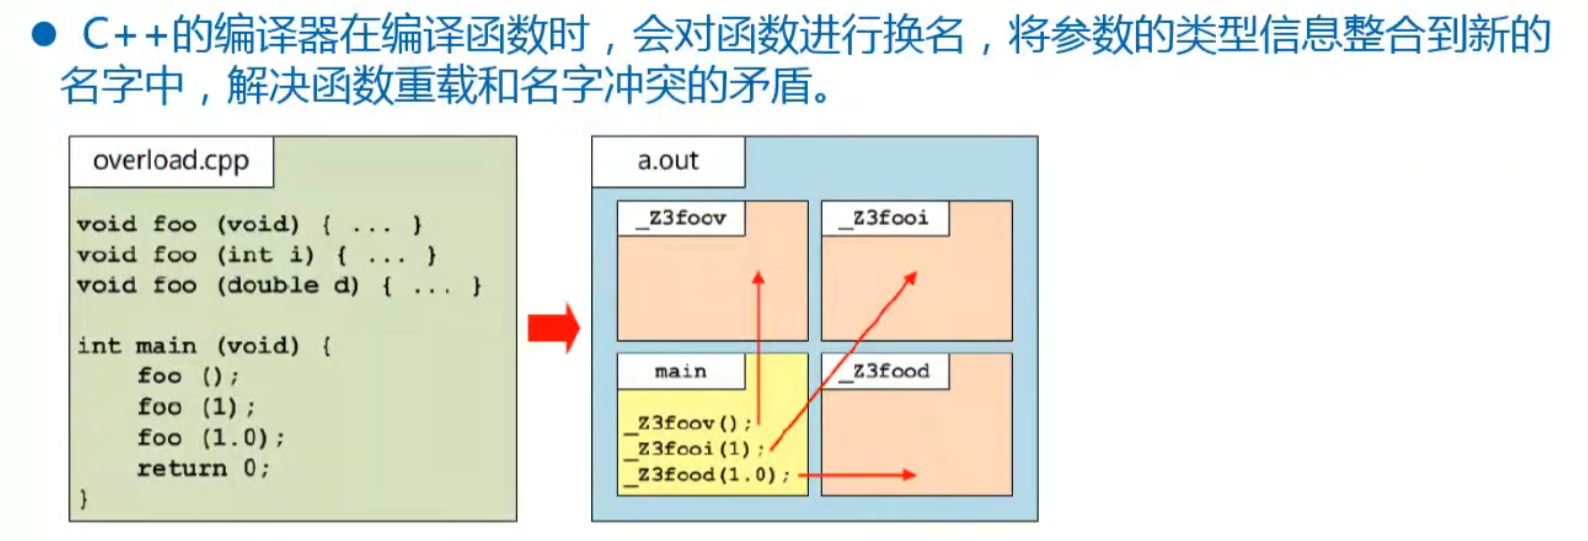 ● C++的编译器在编译函数时，会对函数进行换名，将参数的类型信息整合到新的
名字中，解决函数重载和名字冲突的矛盾。
overload.cpp
void foo (void) { ... }
void foo (int i) { ... }
void foo (double d) { ... }
int main (void) {
foo ();
foo (1);
foo (1.0);
return 0;
}
a.out
_Z3foov
_Z3fooi
main
_Z3foov();
_Z3fooi(1);
_Z3food(1.0);
_Z3food